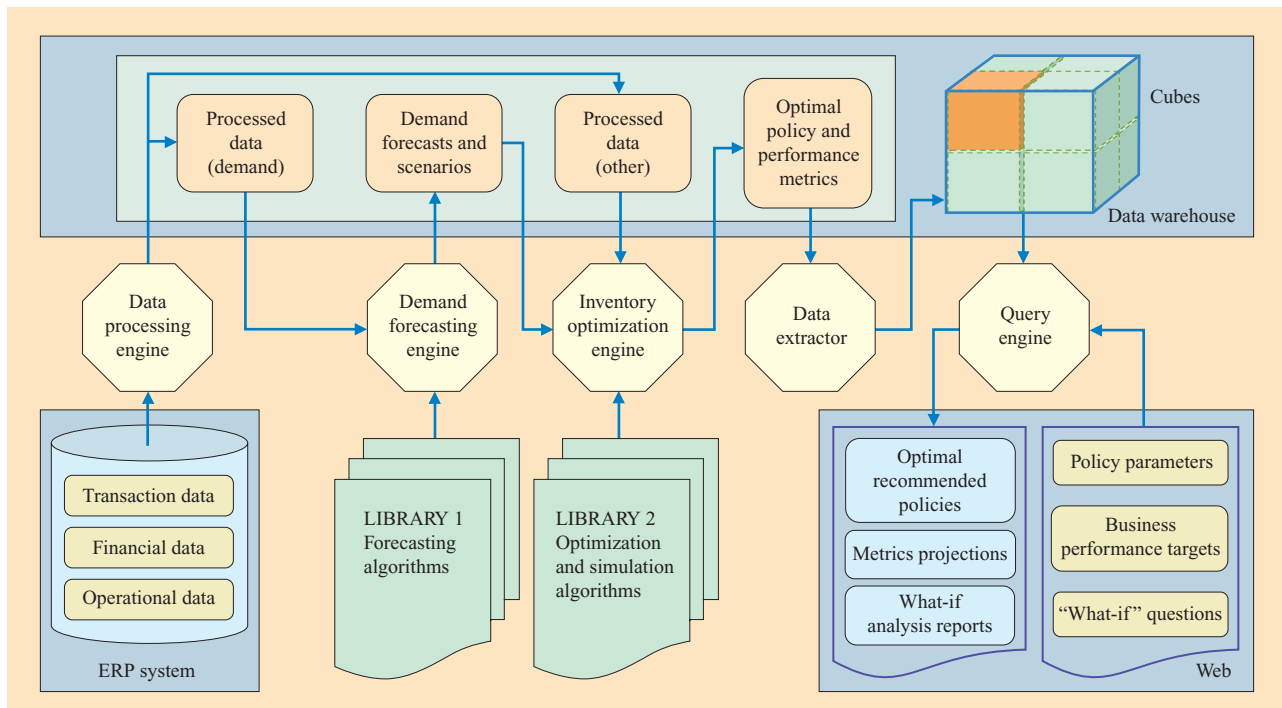 Processed
data
(demand)
Demand
forecasts and
scenarios
Processed
data
(other)
Optimal
policy and
performance
metrics
Cubes
Data warehouse
Data
processing
engine
Demand
forecasting
engine
Inventory
optimization
engine
Data
extractor
Query
engine
Transaction data
Financial data
Operational data
ERP system
LIBRARY 1
Forecasting
algorithms
LIBRARY 2
Optimization
and simulation
algorithms
Optimal
recommended
policies
Metrics projections
What-if
analysis reports
Policy parameters
Business
performance targets
“What-if” questions
Web